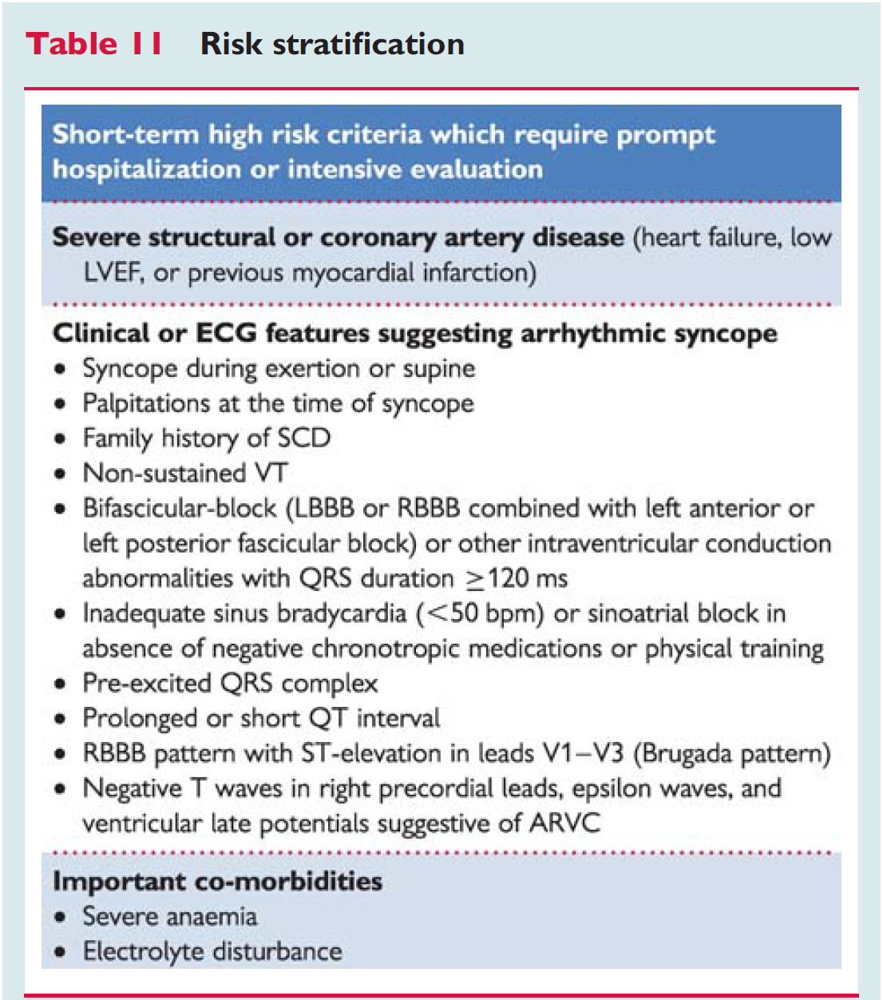 Table 11 Risk stratification
Short-term high risk criteria which require prompt
hospitalization or intensive evaluation
Severe structural or coronary artery disease (heart failure, low
LVEF, or previous myocardial infarction)
Clinical or ECG features suggesting arrhythmic syncope
• Syncope during exertion or supine
• Palpitations at the time of syncope
• Family history of SCD
• Non-sustained VT
• Bifascicular-block (LBBB or RBBB combined with left anterior or
left posterior fascicular block) or other intraventricular conduction
abnormalities with QRS duration ≥120 ms
• Inadequate sinus bradycardia (<50 bpm) or sinoatrial block in
absence of negative chronotropic medications or physical training
• Pre-excited QRS complex
• Prolonged or short QT interval
• RBBB pattern with ST-elevation in leads V1–V3 (Brugada pattern)
• Negative T waves in right precordial leads, epsilon waves, and
ventricular late potentials suggestive of ARVC
Important co-morbidities
• Severe anaemia
• Electrolyte disturbance